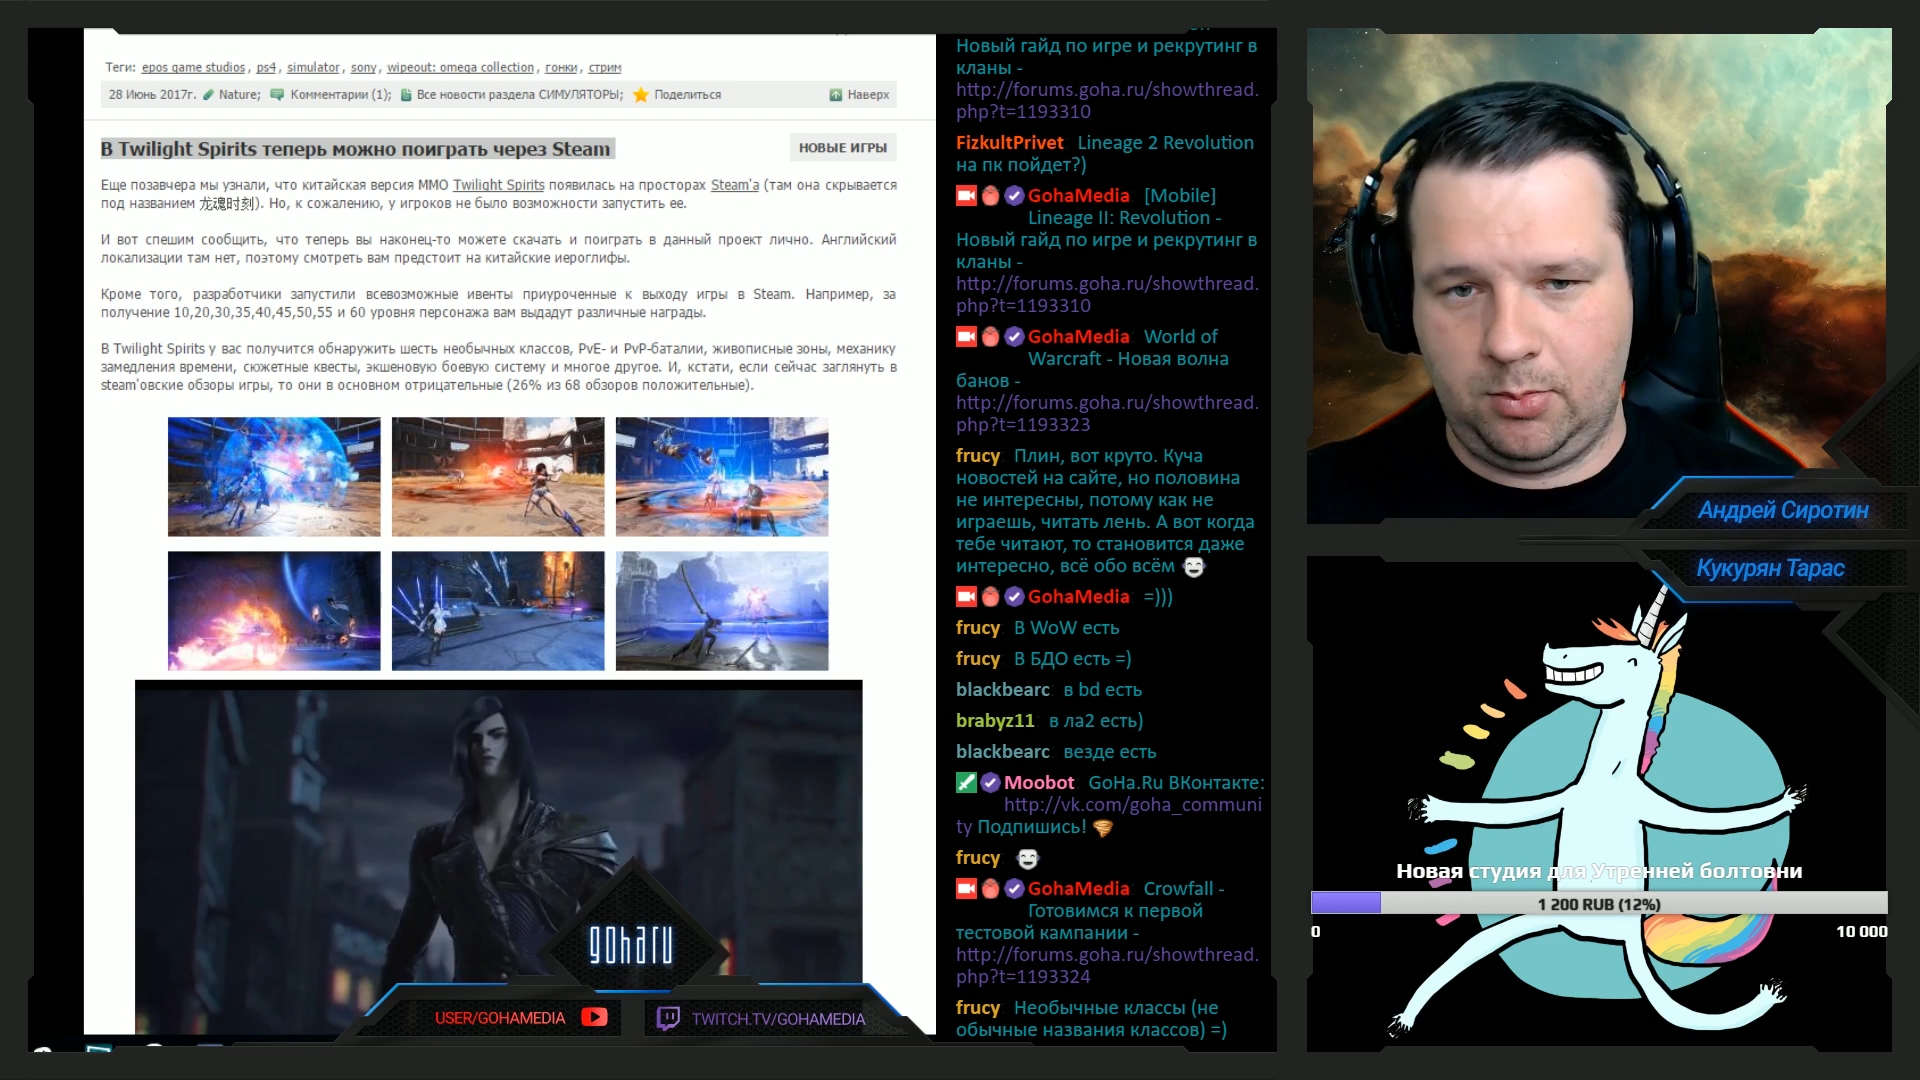 Теги: epos game studios, ps4, simulator, sony, wipeout: omega collection, гонки, стрим
28 Июнь 2017г. Nature; Комментарии (1); Все новости раздела СИМУЛЯТОРЫ; Поделиться Наверх
В Twilight Spirits теперь можно поиграть через Steam
НОВЫЕ ИГРЫ
Еще позавчера мы узнали, что китайская версия MMO Twilight Spirits появилась на просторах Steam'a (там она скрывается
под названием 龙魂时刻). Но, к сожалению, у игроков не было возможности запустить ее.
И вот спешим сообщить, что теперь вы наконец-то можете скачать и поиграть в данный проект лично. Английский
локализации там нет, поэтому смотреть вам предстоит на китайские иероглифы.
Кроме того, разработчики запустили всевозможные ивенты приуроченные к выходу игры в Steam. Например, за
получение 10,20,30,35,40,45,50,55 и 60 уровня персонажа вам выдадут различные награды.
В Twilight Spirits у вас получится обнаружить шесть необычных классов, PvE- и PvP-баталии, живописные зоны, механику
замедления времени, сюжетные квесты, экшеновую боевую систему и многое другое. И, кстати, если сейчас заглянуть в
steam'овские обзоры игры, то они в основном отрицательные (26% из 68 обзоров положительные).
goharu
USER/GOHAMEDIA
TWITCH.TV/GOHAMEDIA
Новый гайд по игре и рекрутинг в
кланы -
http://forums.goha.ru/showthread.
php?t=1193310
FizkultPrivet Lineage 2 Revolution
на пк пойдет?)
GohaMedia [Mobile]
Lineage II: Revolution -
Новый гайд по игре и рекрутинг в
кланы -
http://forums.goha.ru/showthread.
php?t=1193310
GohaMedia World of
Warcraft - Новая волна
банов -
http://forums.goha.ru/showthread.
php?t=1193323
frucy Плин, вот круто. Куча
новостей на сайте, но половина
не интересны, потому как не
играешь, читать лень. А вот когда
тебе читают, то становится даже
интересно, всё обо всём
GohaMedia =)))
frucy В WoW есть
frucy В БДО есть =)
blackbearc в bd есть
brabyz11 в ла2 есть)
blackbearc везде есть
Moobot GoHa.Ru ВКонтакте:
http://vk.com/goha_communi
ty Подпишись!
frucy
GohaMedia Crowfall -
Готовимся к первой
тестовой кампании -
http://forums.goha.ru/showthread.
php?t=1193324
frucy Необычные классы (не
обычные названия классов) =)
Андрей Сиротин
Кукурян Тарас
Новая студия для Утренней болтовни
1 200 RUB (12%)
0 10 000